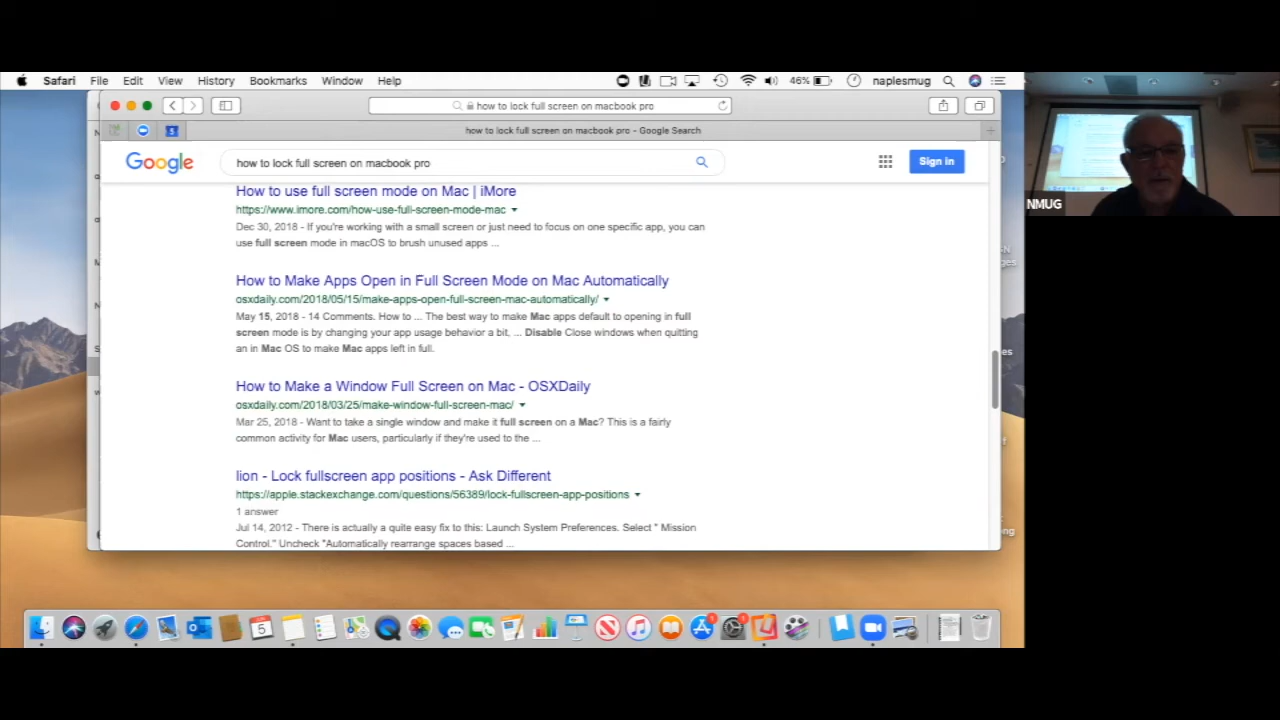 Safari File Edit View History Bookmarks Window Help 46% naplesmug
how to lock full screen on macbook pro
how to lock full screen on macbook pro - Google Search
Google how to lock full screen on macbook pro Sign in
How to use full screen mode on Mac | iMore
https://www.imore.com/how-use-full-screen-mode-mac
Dec 30, 2018 - If you're working with a small screen or just need to focus on one specific app, you can
use full screen mode in macOS to brush unused apps ...
How to Make Apps Open in Full Screen Mode on Mac Automatically
osxdaily.com/2018/05/15/make-apps-open-full-screen-mac-automatically/
May 15, 2018 - 14 Comments. How to ... The best way to make Mac apps default to opening in full
screen mode is by changing your app usage behavior a bit, ... Disable Close windows when quitting
an in Mac OS to make Mac apps left in full.
How to Make a Window Full Screen on Mac - OSXDaily
osxdaily.com/2018/03/25/make-window-full-screen-mac/
Mar 25, 2018 - Want to take a single window and make it full screen on a Mac? This is a fairly
common activity for Mac users, particularly if they're used to the ...
lion - Lock fullscreen app positions - Ask Different
https://apple.stackexchange.com/questions/56389/lock-fullscreen-app-positions
1 answer
Jul 14, 2012 - There is actually a quite easy fix to this: Launch System Preferences. Select " Mission
Control." Uncheck "Automatically rearrange spaces based ...
NMUG
5